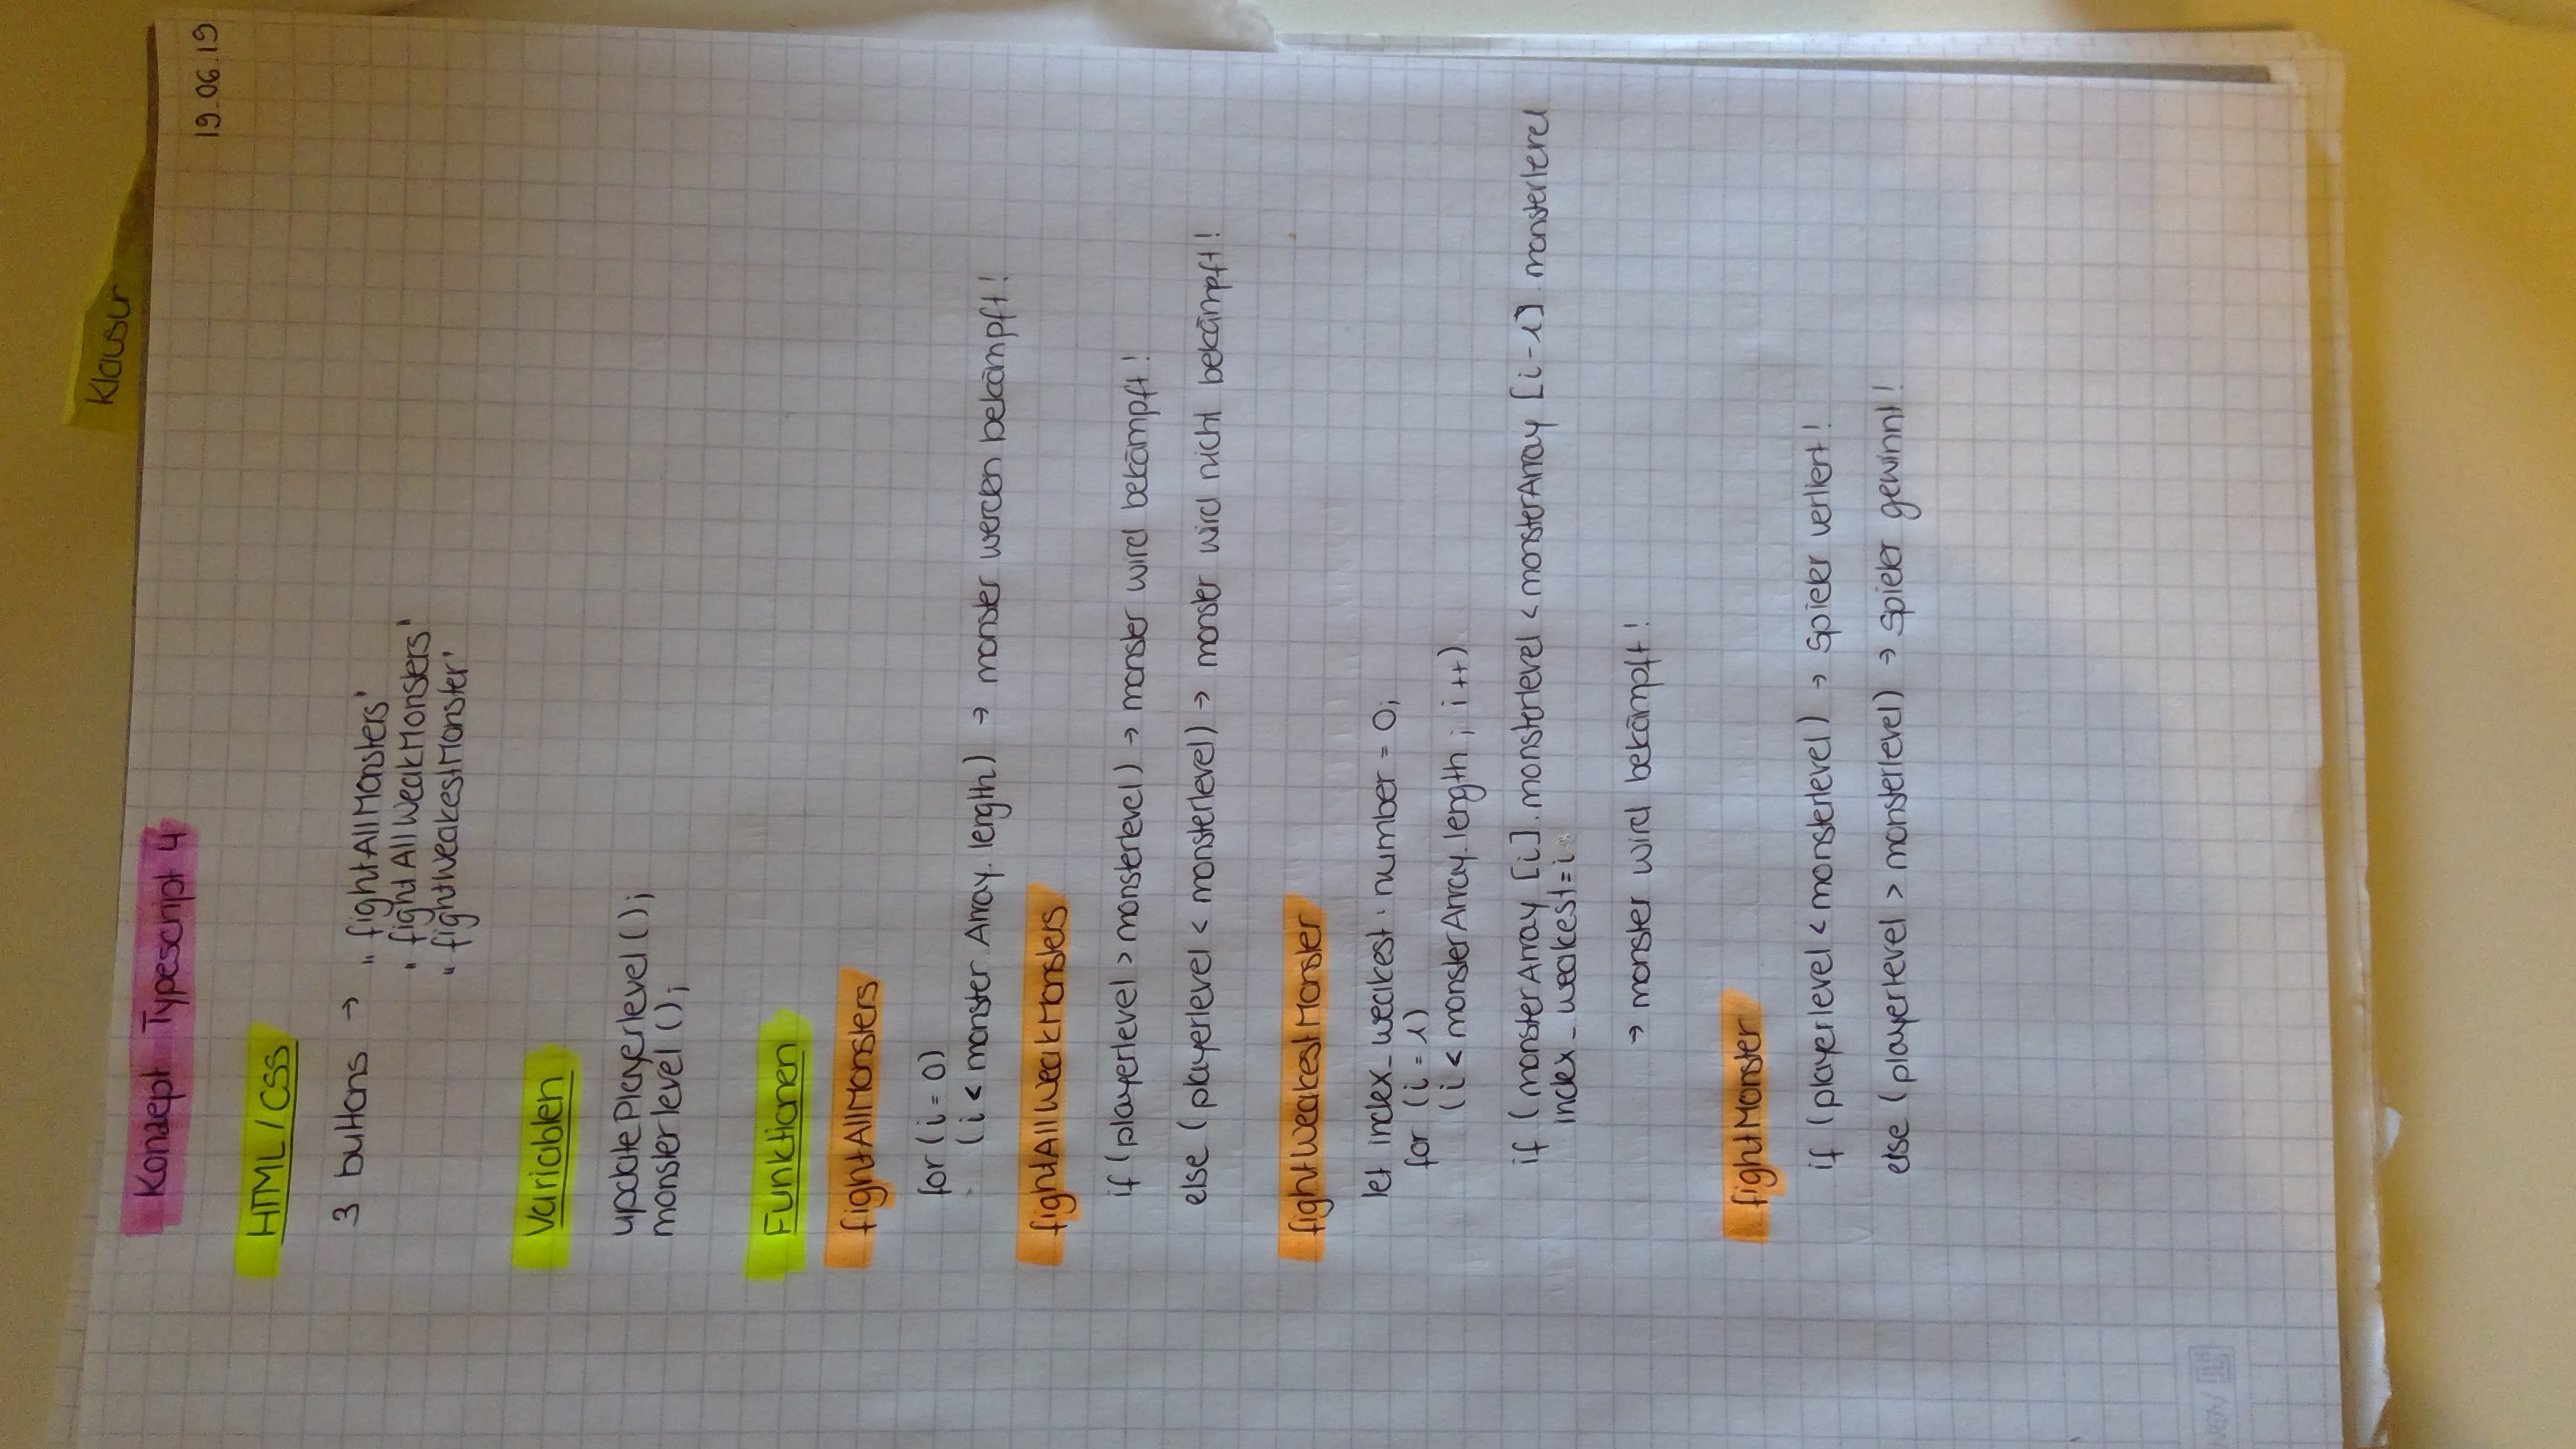 Klausur
Konzept Typescript 4
19.06.19
HTML / CSS
3 buttons → „fightAllMonsters"
„fightAllWeakMonsters"
„fightWeakestMonster"
Variablen
updatePlayerlevel ();
monsterlevel ();
Funktionen
fightAllMonsters
for (i = 0)
(i < monster Array.length) → monster werden bekämpft!
fightAllWeakMonsters
if (playerlevel > monsterlevel) → monster wird bekämpft!
else (playerlevel < monsterlevel) → monster wird nicht bekämpft!
fightWeakestMonster
let index_weakest : number = 0;
for (i = 1)
(i < monsterArray.length ; i++)
if (monsterArray [i].monsterlevel < monsterArray [i-1].monsterlevel
index_weakest = i
→ monster wird bekämpft!
fightMonster
if (playerlevel < monsterlevel) → Spieler verliert!
else (playerlevel > monsterlevel) → Spieler gewinnt!